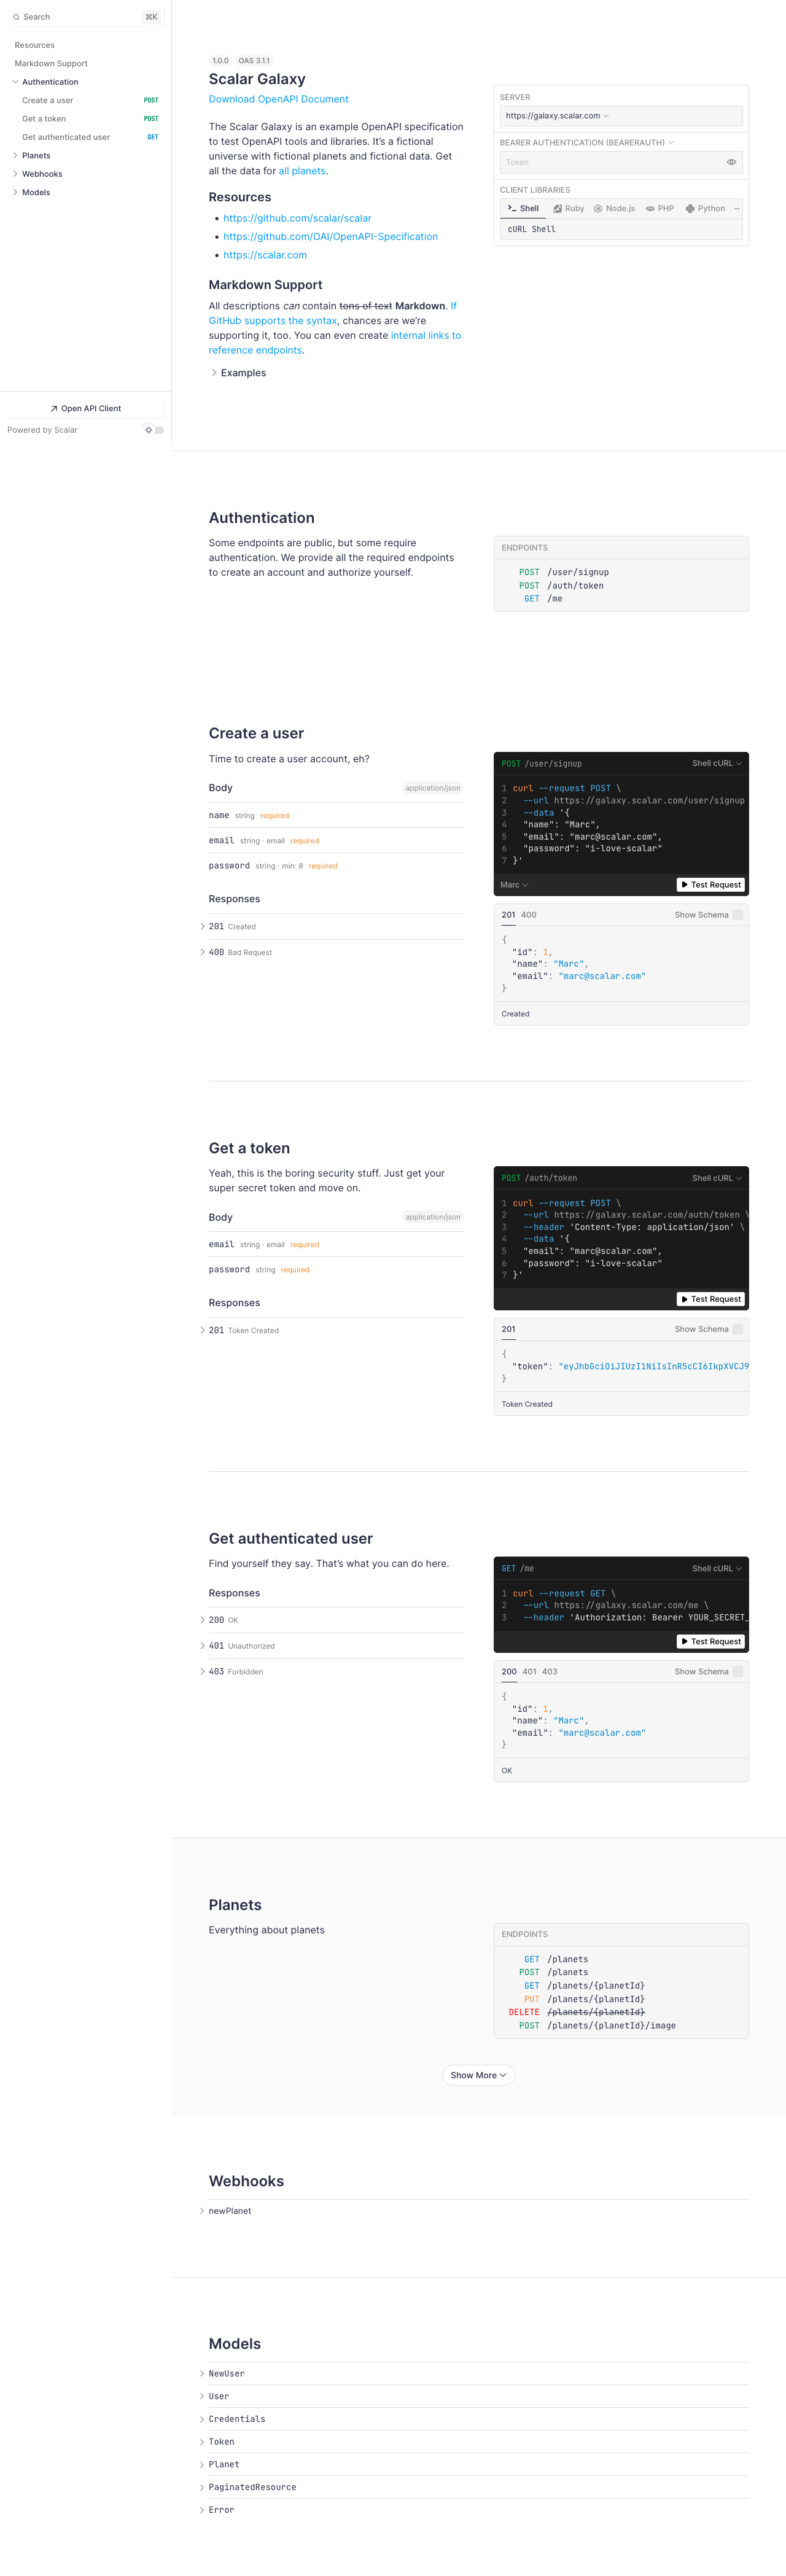 Search ⌘K
Resources
Markdown Support
Authentication
Create a user POST
Get a token POST
Get authenticated user GET
Planets
Webhooks
Models
Open API Client
Powered by Scalar
1.0.0 OAS 3.1.1
Scalar Galaxy
Download OpenAPI Document
The Scalar Galaxy is an example OpenAPI specification
to test OpenAPI tools and libraries. It's a fictional
universe with fictional planets and fictional data. Get
all the data for all planets.
Resources
• https://github.com/scalar/scalar
• https://github.com/OAI/OpenAPI-Specification
• https://scalar.com
Markdown Support
All descriptions can contain tons of text Markdown. If
GitHub supports the syntax, chances are we're
supporting it, too. You can even create internal links to
reference endpoints.
Examples
SERVER
https://galaxy.scalar.com
BEARER AUTHENTICATION (BEARERAUTH)
Token
CLIENT LIBRARIES
Shell Ruby Node.js PHP Python
cURL Shell
Authentication
Some endpoints are public, but some require
authentication. We provide all the required endpoints
to create an account and authorize yourself.
ENDPOINTS
POST /user/signup
POST /auth/token
GET /me
Create a user
Time to create a user account, eh?
Body application/json
name string required
email string · email required
password string · min: 8 required
Responses
201 Created
400 Bad Request
POST /user/signup Shell cURL
1 curl --request POST \
2 --url https://galaxy.scalar.com/user/signup
3 --data '{
4 "name": "Marc",
5 "email": "marc@scalar.com",
6 "password": "i-love-scalar"
7 }'
Marc Test Request
201 400 Show Schema
{
"id": 1,
"name": "Marc",
"email": "marc@scalar.com"
}
Created
Get a token
Yeah, this is the boring security stuff. Just get your
super secret token and move on.
Body application/json
email string · email required
password string required
Responses
201 Token Created
POST /auth/token Shell cURL
1 curl --request POST \
2 --url https://galaxy.scalar.com/auth/token \
3 --header 'Content-Type: application/json' \
4 --data '{
5 "email": "marc@scalar.com",
6 "password": "i-love-scalar"
7 }'
Test Request
201 Show Schema
{
"token": "eyJhbGciOiJIUzI1NiIsInR5cCI6IkpXVCJ9
}
Token Created
Get authenticated user
Find yourself they say. That's what you can do here.
Responses
200 OK
401 Unauthorized
403 Forbidden
GET /me Shell cURL
1 curl --request GET \
2 --url https://galaxy.scalar.com/me \
3 --header 'Authorization: Bearer YOUR_SECRET_
Test Request
200 401 403 Show Schema
{
"id": 1,
"name": "Marc",
"email": "marc@scalar.com"
}
OK
Planets
Everything about planets
ENDPOINTS
GET /planets
POST /planets
GET /planets/{planetId}
PUT /planets/{planetId}
DELETE /planets/{planetId}
POST /planets/{planetId}/image
Show More
Webhooks
newPlanet
Models
NewUser
User
Credentials
Token
Planet
PaginatedResource
Error